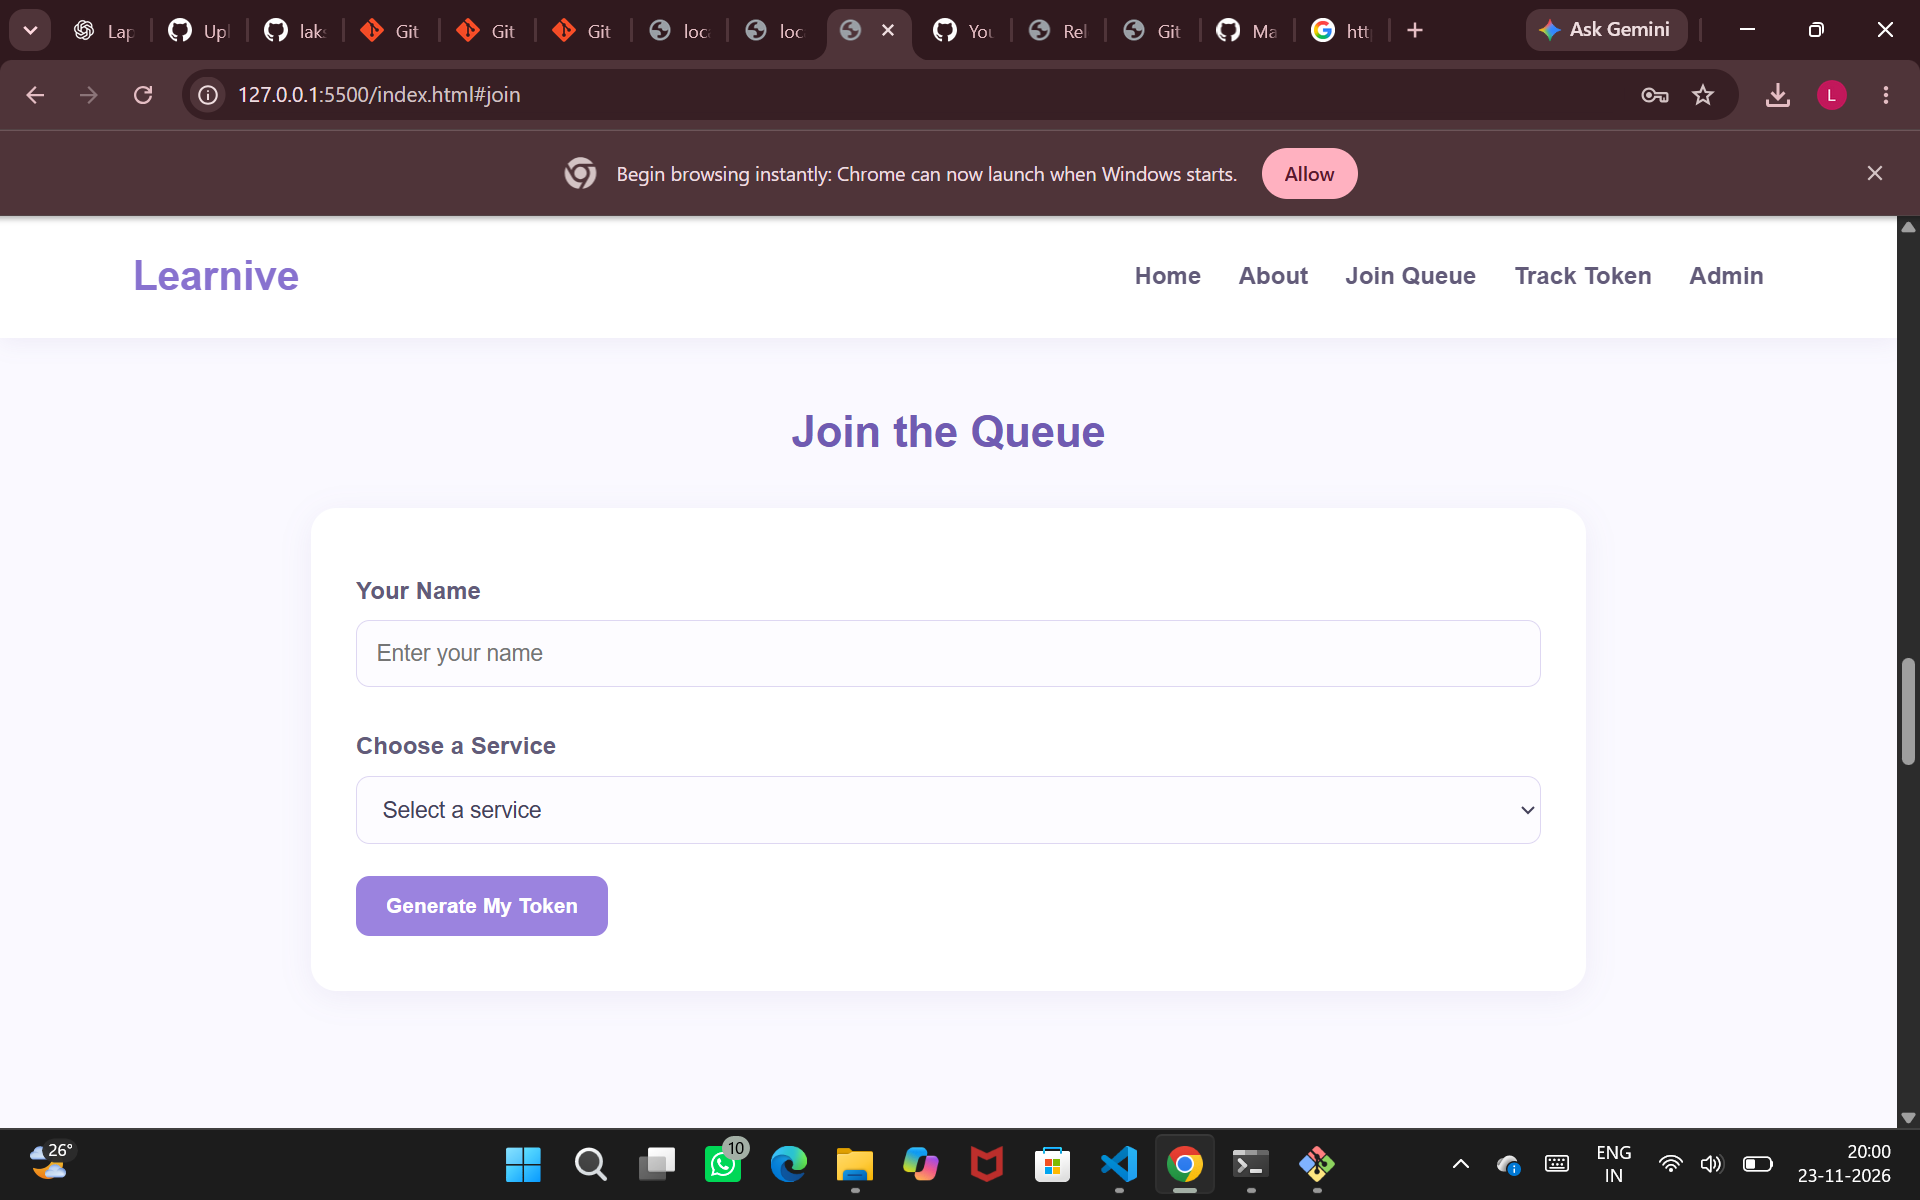 Lap
Upl
laks
Git
Git
Git
loc
loc
You
Rel
Git
Ma
htt
Ask Gemini
127.0.0.1:5500/index.html#join
L
Begin browsing instantly: Chrome can now launch when Windows starts.
Allow
Learnive
Home
About
Join Queue
Track Token
Admin
Join the Queue
Your Name
Enter your name
Choose a Service
Select a service
Generate My Token
26°
10
ENG
IN
20:00
23-11-2026